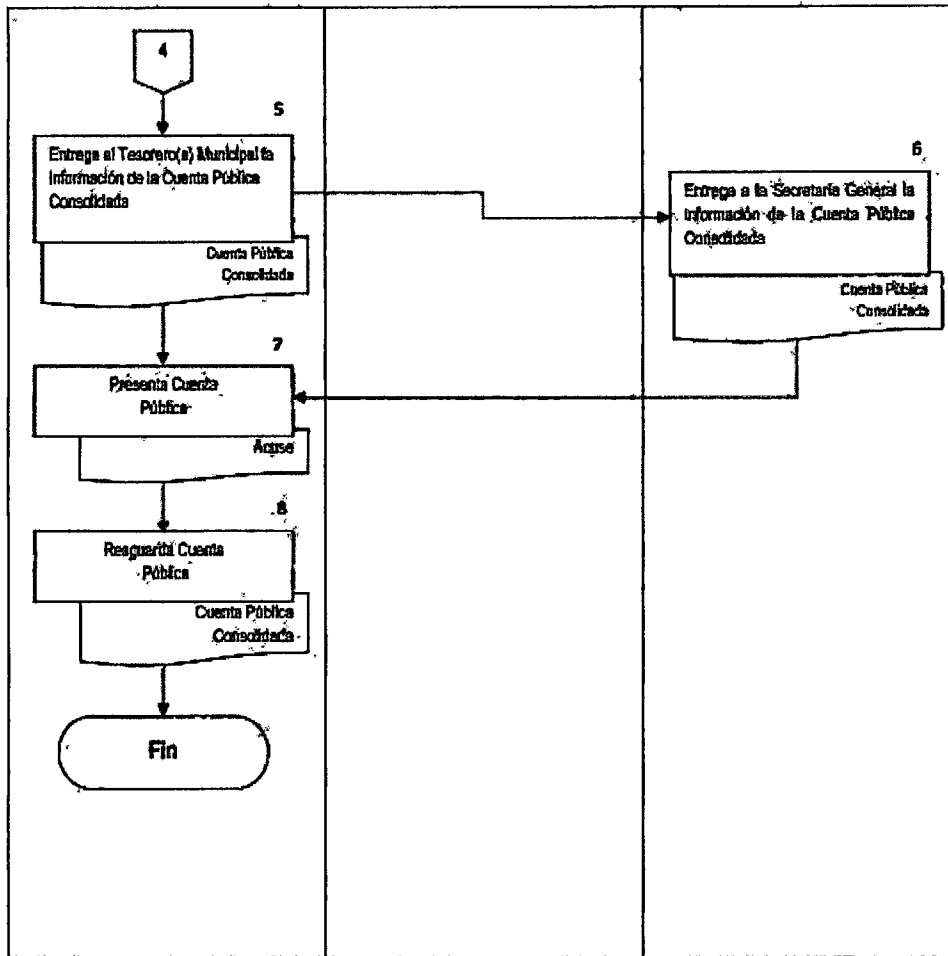 4
5
Entrega al Tesorero(a) Municipal la
Información de la Cuenta Pública
Consolidada
Cuenta Pública
Consolidada
6
Entrega a la Secretaría General la
Información de la Cuenta Pública
Consolidada
Cuenta Pública
Consolidada
7
Presenta Cuenta
Pública
Acuse
8
Resguarda Cuenta
Pública
Cuenta Pública
Consolidada
Fin